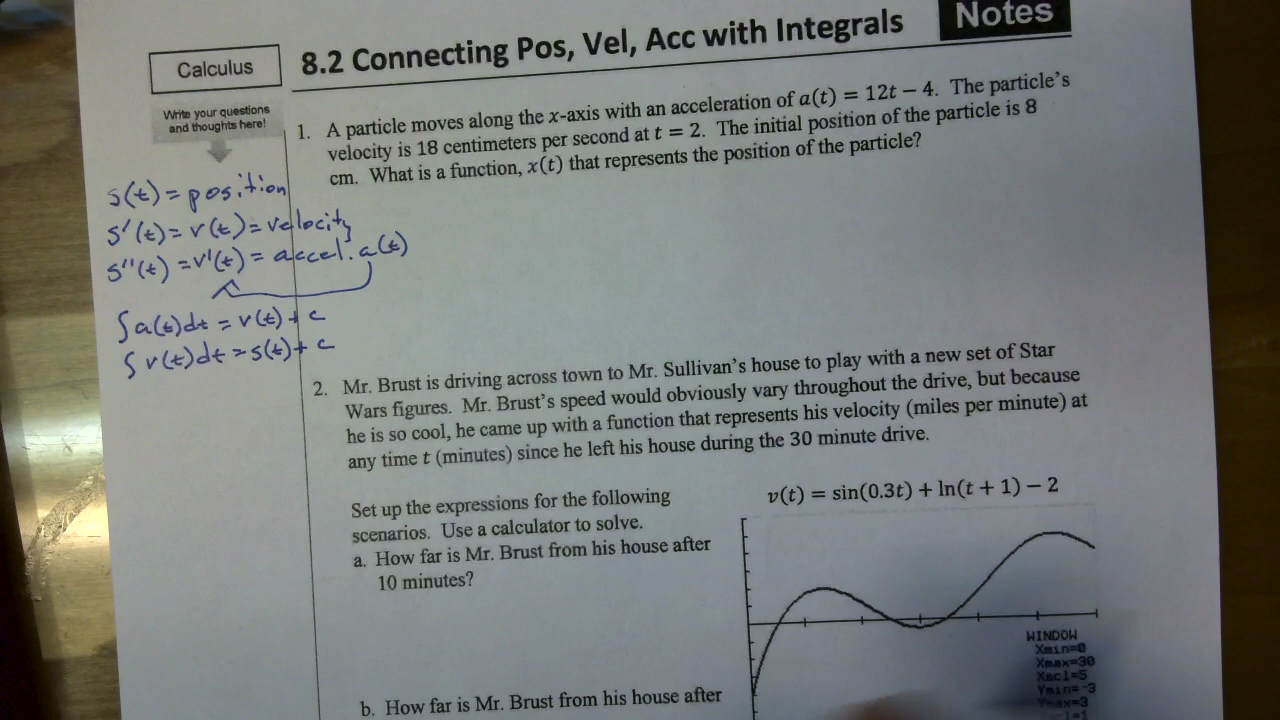 Calculus
8.2 Connecting Pos, Vel, Acc with Integrals
Notes
Write your questions
and thoughts here!
1. A particle moves along the x-axis with an acceleration of a(t) = 12t − 4. The particle's
velocity is 18 centimeters per second at t = 2. The initial position of the particle is 8
cm. What is a function, x(t) that represents the position of the particle?
s(t) = position
s'(t) = v(t) = velocity
s''(t) = v'(t) = accel. a(t)
∫a(t)dt = v(t) + c
∫v(t)dt = s(t) + c
2. Mr. Brust is driving across town to Mr. Sullivan's house to play with a new set of Star
Wars figures. Mr. Brust's speed would obviously vary throughout the drive, but because
he is so cool, he came up with a function that represents his velocity (miles per minute) at
any time t (minutes) since he left his house during the 30 minute drive.
Set up the expressions for the following
scenarios. Use a calculator to solve.
a. How far is Mr. Brust from his house after
10 minutes?
v(t) = sin(0.3t) + ln(t + 1) − 2
WINDOW
Xmin=0
Xmax=30
Xscl=5
Ymin=-3
Ymax=3
b. How far is Mr. Brust from his house after